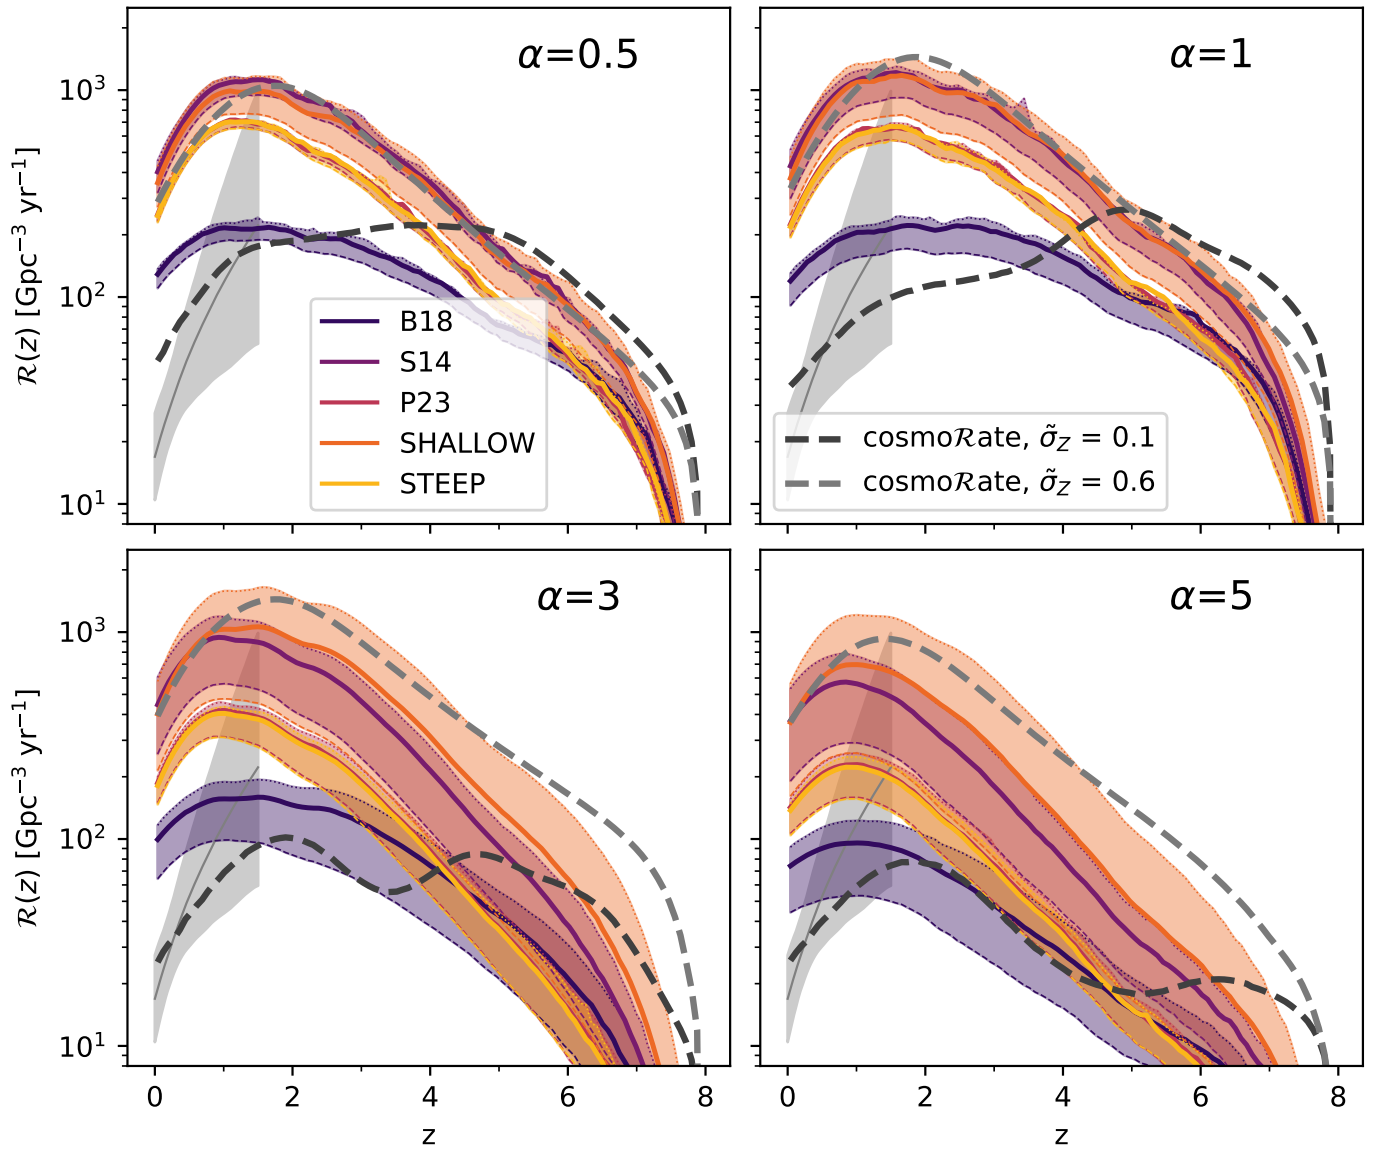 α=0.5
α=1
10³
10²
10¹
R(z) [Gpc⁻³ yr⁻¹]
B18
S14
P23
SHALLOW
STEEP
cosmoRate, σ̃_Z = 0.1
cosmoRate, σ̃_Z = 0.6
α=3
α=5
10³
10²
10¹
R(z) [Gpc⁻³ yr⁻¹]
0 2 4 6 8
0 2 4 6 8
z
z